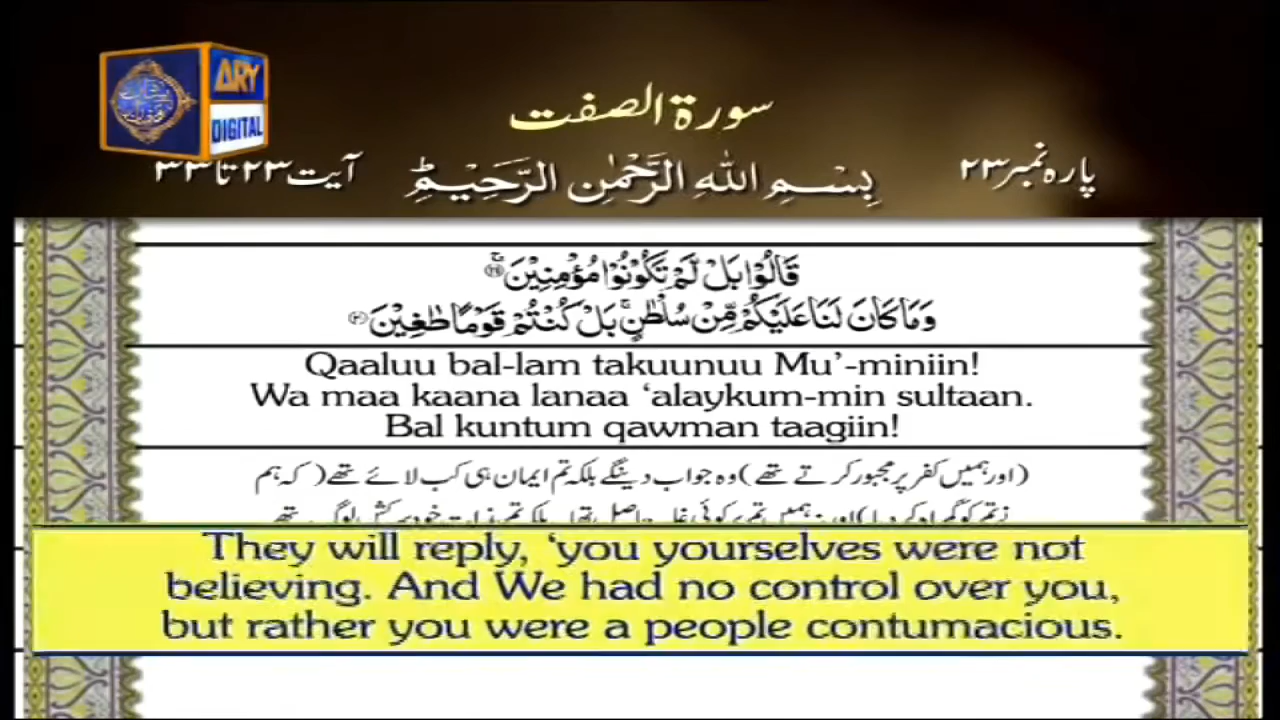 ARY
DIGITAL
سورة الصفت
پارہ نمبر ۲۳
بِسْمِ اللهِ الرَّحْمٰنِ الرَّحِيْمِ
آیت ۲۳ تا ۳۳
قَالُوْا بَلْ لَّمْ تَكُوْنُوْا مُؤْمِنِيْنَ ۚ
وَمَا كَانَ لَنَا عَلَيْكُمْ مِّنْ سُلْطٰنٍ ۚ بَلْ كُنْتُمْ قَوْمًا طٰغِيْنَ ۳۰
Qaaluu bal-lam takuunuu Mu’-miniin!
Wa maa kaana lanaa ‘alaykum-min sultaan.
Bal kuntum qawman taagiin!
(اور ہمیں کفر پر مجبور کرتے تھے) وہ جواب دینگے بلکہ تم ایمان ہی کب لائے تھے (کہ ہم
They will reply, ‘you yourselves were not
believing. And We had no control over you,
but rather you were a people contumacious.